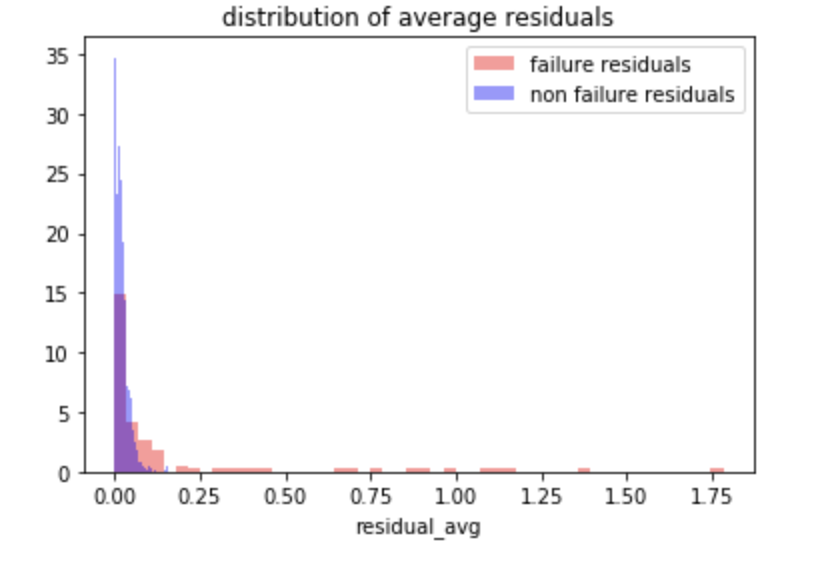 distribution of average residuals
failure residuals
non failure residuals
35
30
25
20
15
10
5
0
0.00 0.25 0.50 0.75 1.00 1.25 1.50 1.75
residual_avg